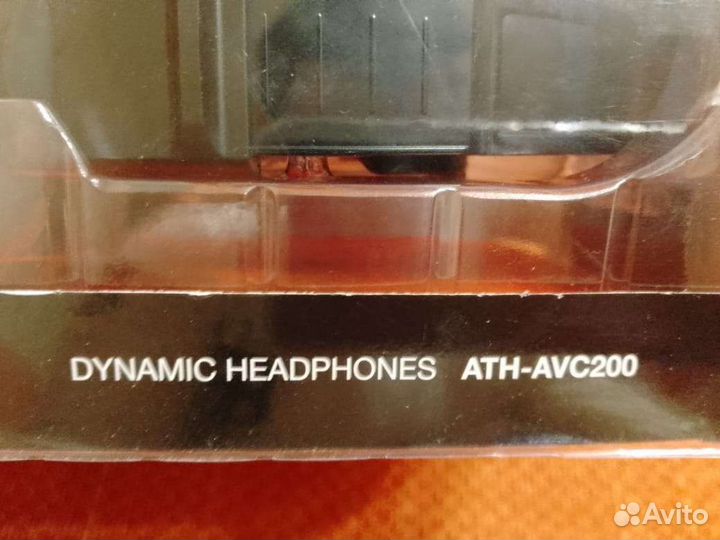 DYNAMIC HEADPHONES ATH-AVC200
Avito